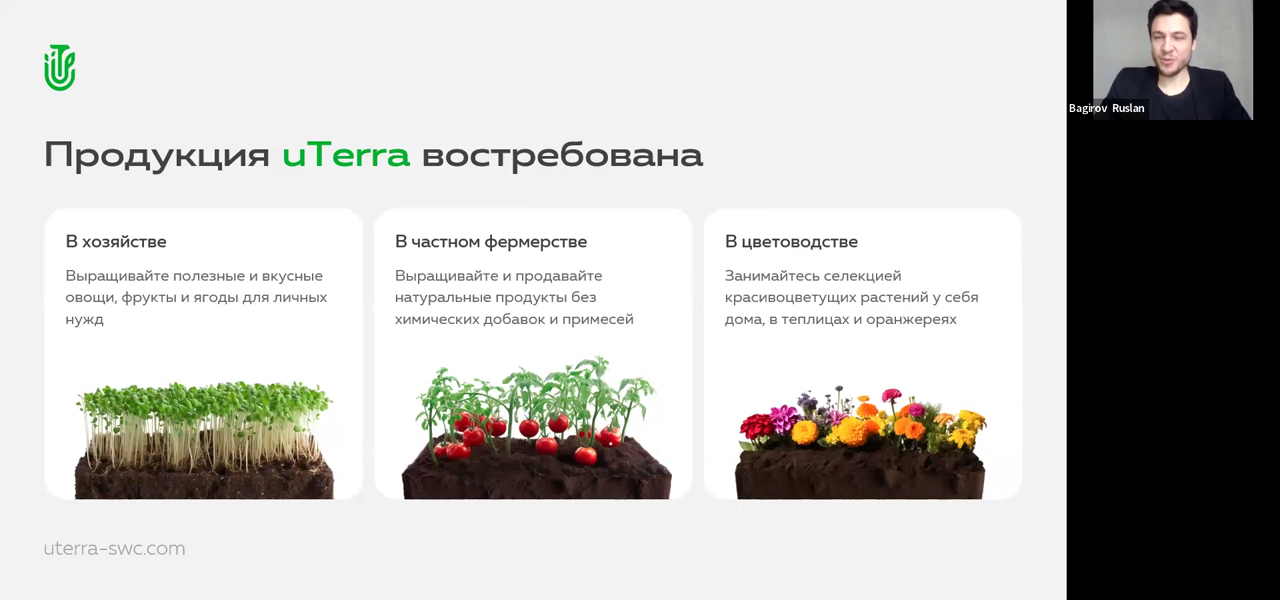 Продукция uTerra востребована
В хозяйстве
Выращивайте полезные и вкусные
овощи, фрукты и ягоды для личных
нужд
В частном фермерстве
Выращивайте и продавайте
натуральные продукты без
химических добавок и примесей
В цветоводстве
Занимайтесь селекцией
красивоцветущих растений у себя
дома, в теплицах и оранжереях
uterra-swc.com
Bagirov Ruslan